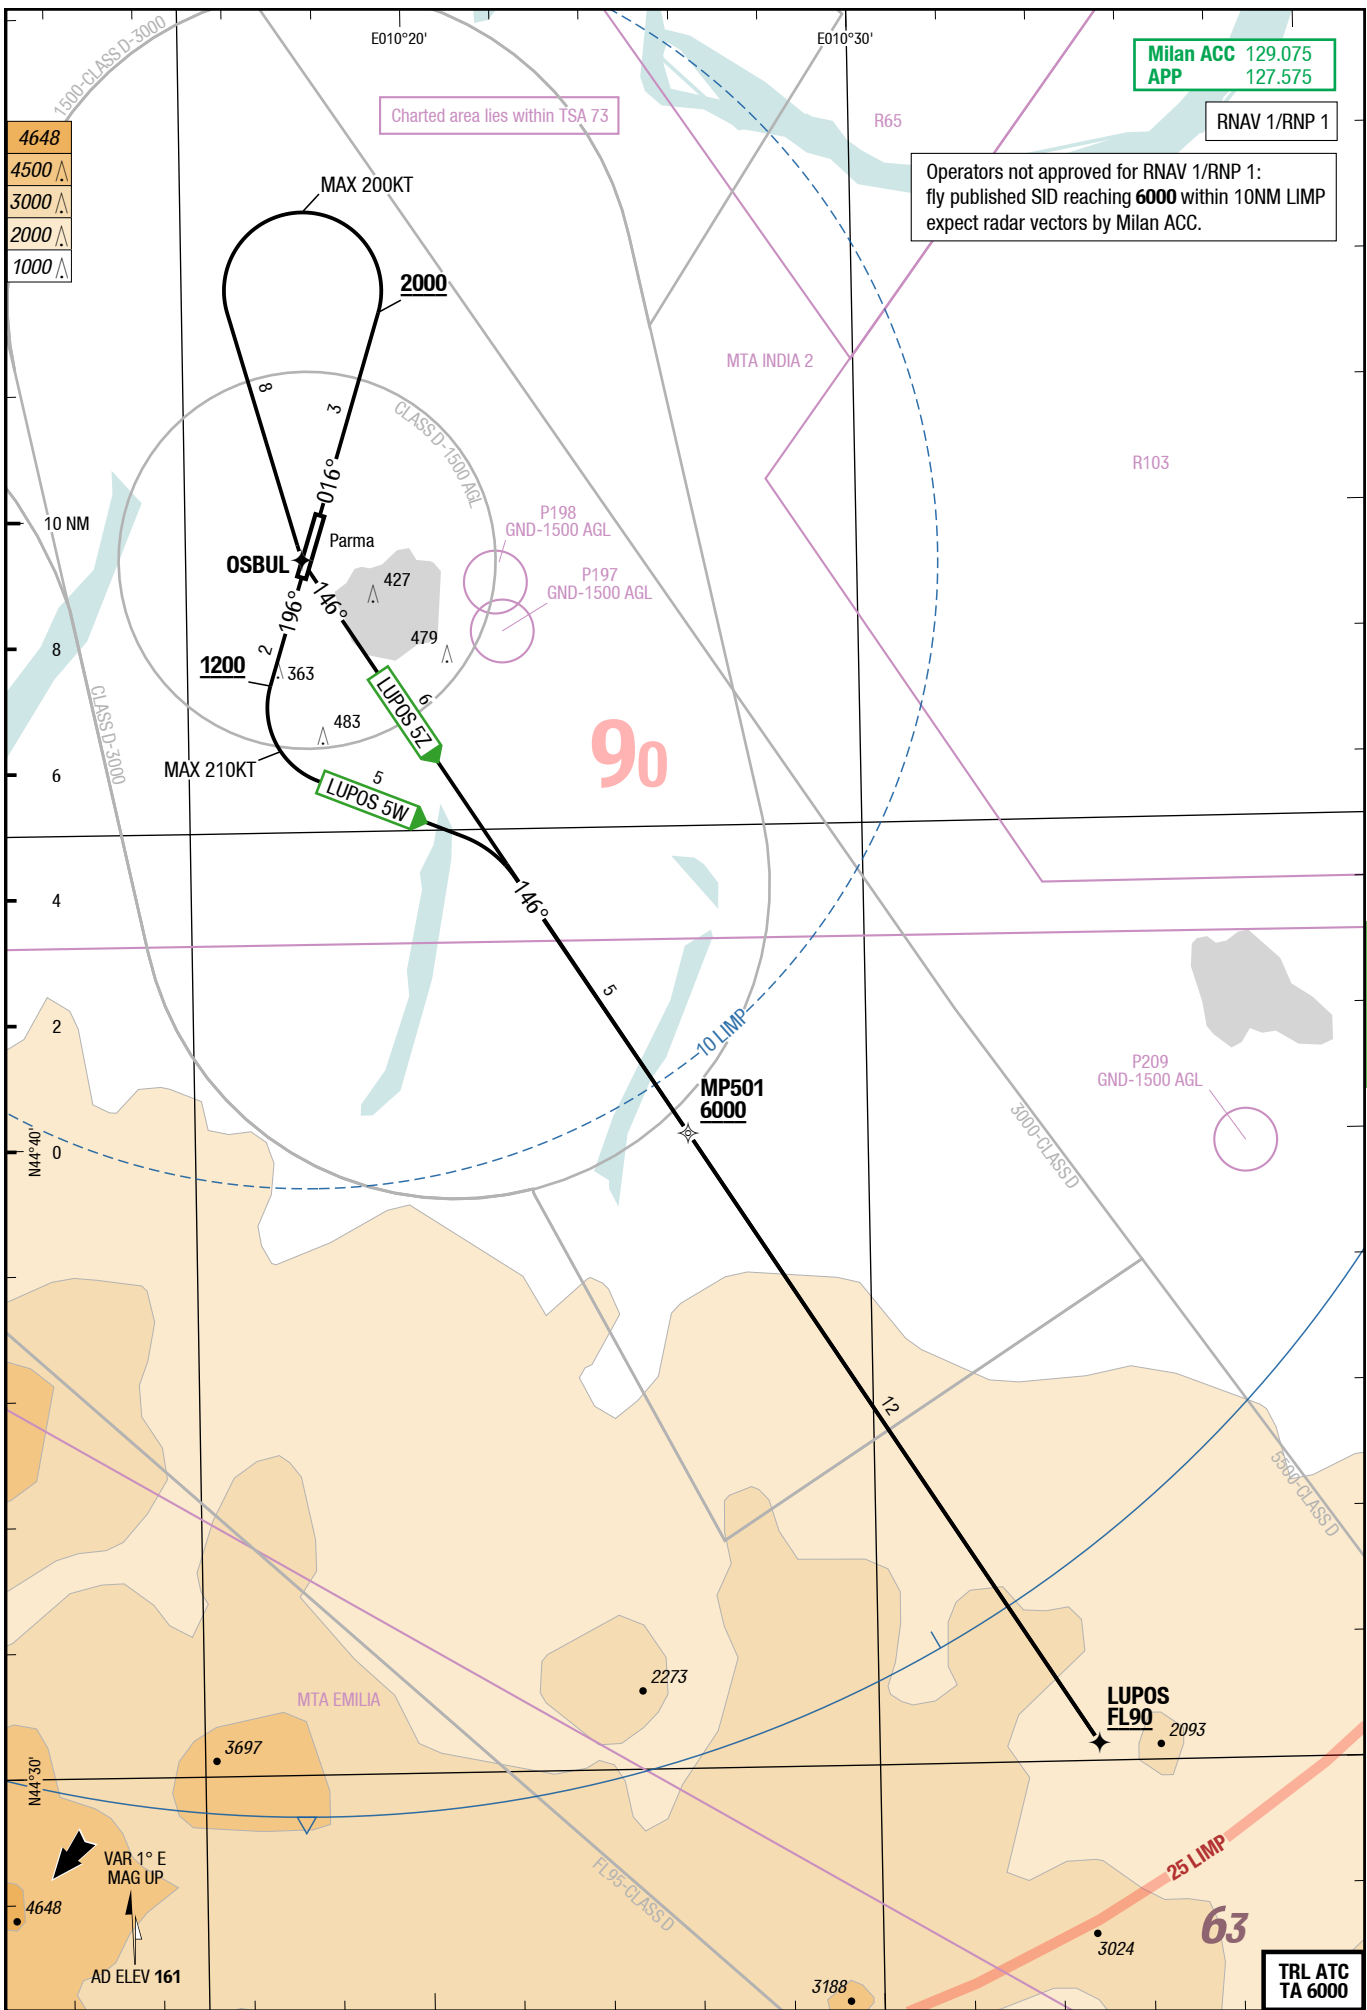 E010°20'
E010°30'
1500-CLASS D-3000
Milan ACC 129.075
APP 127.575
Charted area lies within TSA 73
R65
RNAV 1/RNP 1
4648
4500
3000
2000
1000
Operators not approved for RNAV 1/RNP 1:
fly published SID reaching 6000 within 10NM LIMP
expect radar vectors by Milan ACC.
MAX 200KT
2000
MTA INDIA 2
8
3
CLASS D-1500 AGL
R103
016°
10 NM
P198
GND-1500 AGL
Parma
OSBUL
P197
GND-1500 AGL
427
146°
196°
479
8
2
1200
363
6
LUPOS 5Z
CLASS D-3000
483
90
MAX 210KT
6
5
LUPOS 5W
4
146°
5
2
10 LIMP
P209
GND-1500 AGL
MP501
6000
N44°40'
0
3000-CLASS D
12
5500-CLASS D
2273
MTA EMILIA
LUPOS
FL90
2093
3697
N44°30'
VAR 1° E
MAG UP
25 LIMP
FL95-CLASS D
4648
63
3024
AD ELEV 161
3188
TRL ATC
TA 6000